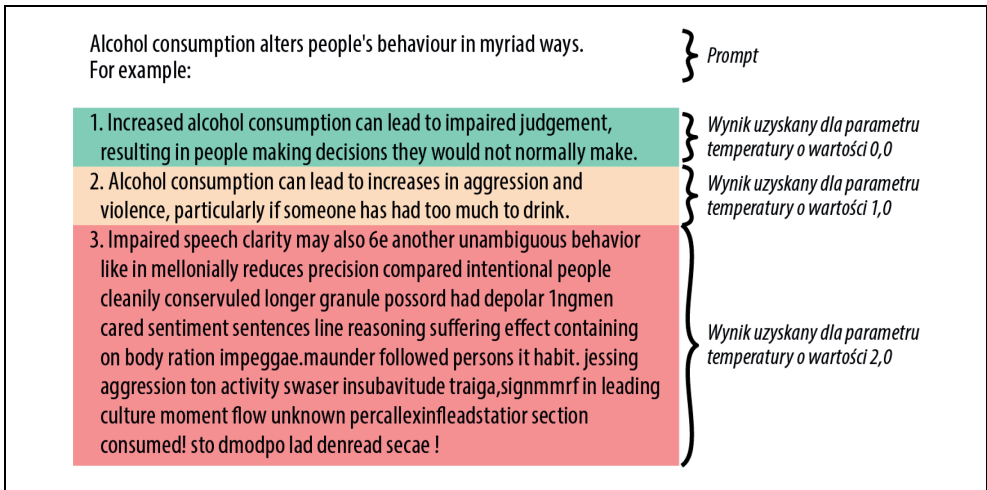 Alcohol consumption alters people's behaviour in myriad ways.
For example:
Prompt
1. Increased alcohol consumption can lead to impaired judgement,
resulting in people making decisions they would not normally make.
Wynik uzyskany dla parametru
temperatury o wartości 0,0
2. Alcohol consumption can lead to increases in aggression and
violence, particularly if someone has had too much to drink.
Wynik uzyskany dla parametru
temperatury o wartości 1,0
3. Impaired speech clarity may also 6e another unambiguous behavior
like in mellonially reduces precision compared intentional people
cleanily conservuled longer granule possord had depolar 1ngmen
cared sentiment sentences line reasoning suffering effect containing
on body ration impeggae.maunder followed persons it habit. jessing
aggression ton activity swaser insubavitude traiga,signmmrf in leading
culture moment flow unknown percallexinfleadstatior section
consumed! sto dmodpo lad denread secae !
Wynik uzyskany dla parametru
temperatury o wartości 2,0